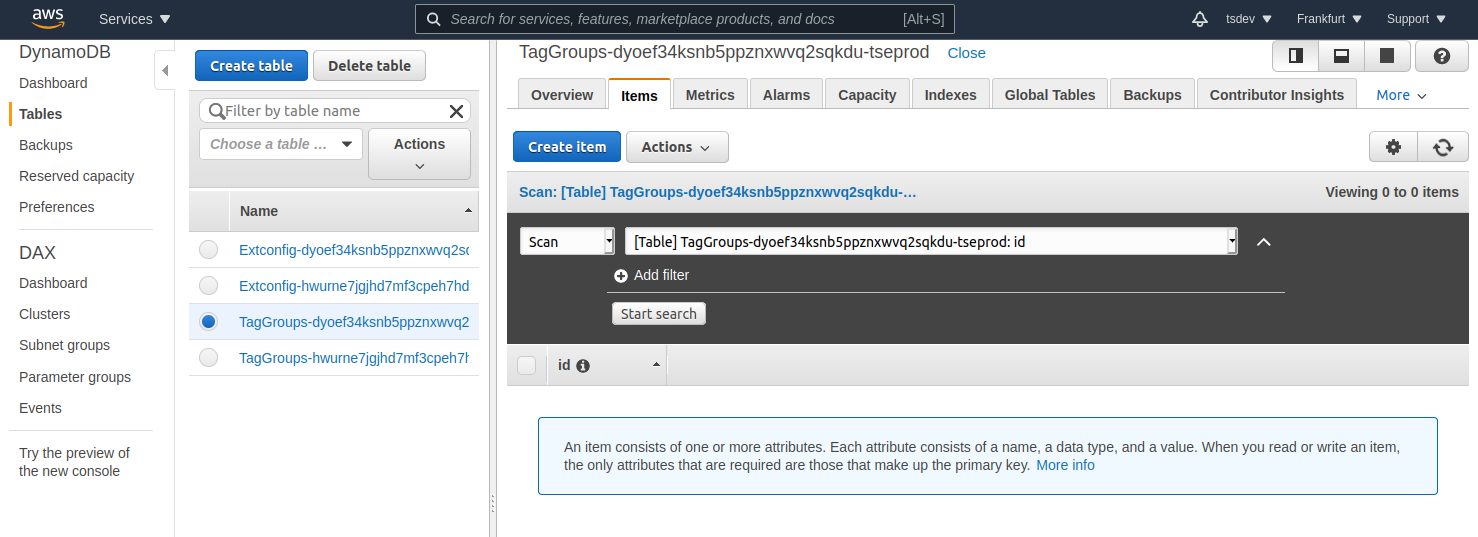 aws
Services
Search for services, features, marketplace products, and docs
[Alt+S]
tsdev
Frankfurt
Support
DynamoDB
Dashboard
Tables
Backups
Reserved capacity
Preferences
DAX
Dashboard
Clusters
Subnet groups
Parameter groups
Events
Try the preview of
the new console
Create table
Delete table
Filter by table name
Choose a table ...
Actions
Name
Extconfig-dyoef34ksnb5ppznxwvq2sc
Extconfig-hwurne7jgjhd7mf3cpeh7hd
TagGroups-dyoef34ksnb5ppznxwvq2
TagGroups-hwurne7jgjhd7mf3cpeh7h
TagGroups-dyoef34ksnb5ppznxwvq2sqkdu-tseprod
Close
Overview
Items
Metrics
Alarms
Capacity
Indexes
Global Tables
Backups
Contributor Insights
More
Create item
Actions
Scan: [Table] TagGroups-dyoef34ksnb5ppznxwvq2sqkdu-...
Viewing 0 to 0 items
Scan
[Table] TagGroups-dyoef34ksnb5ppznxwvq2sqkdu-tseprod: id
Add filter
Start search
id
An item consists of one or more attributes. Each attribute consists of a name, a data type, and a value. When you read or write an item,
the only attributes that are required are those that make up the primary key. More info